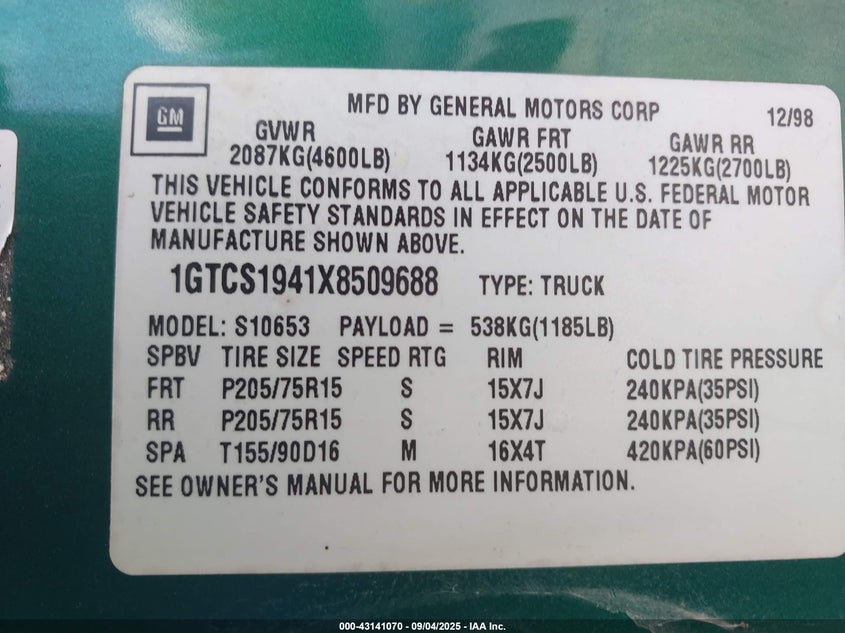 GM
MFD BY GENERAL MOTORS CORP 12/98
GVWR GAWR FRT GAWR RR
2087KG(4600LB) 1134KG(2500LB) 1225KG(2700LB)
THIS VEHICLE CONFORMS TO ALL APPLICABLE U.S. FEDERAL MOTOR
VEHICLE SAFETY STANDARDS IN EFFECT ON THE DATE OF
MANUFACTURE SHOWN ABOVE.
1GTCS1941X8509688 TYPE: TRUCK
MODEL: S10653 PAYLOAD = 538KG(1185LB)
SPBV TIRE SIZE SPEED RTG RIM COLD TIRE PRESSURE
FRT P205/75R15 S 15X7J 240KPA(35PSI)
RR P205/75R15 S 15X7J 240KPA(35PSI)
SPA T155/90D16 M 16X4T 420KPA(60PSI)
SEE OWNER'S MANUAL FOR MORE INFORMATION.
000-43141070 - 09/04/2025 - IAA Inc.